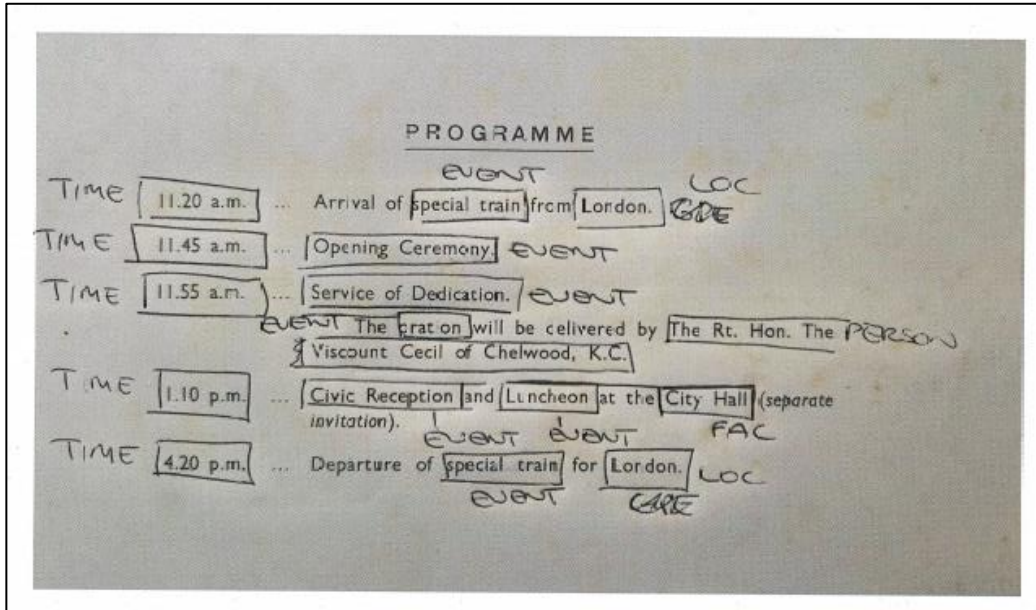 PROGRAMME
EVENT LOC
TIME 11.20 a.m. ... Arrival of special train from London. GPE
TIME 11.45 a.m. ... Opening Ceremony. EVENT
TIME 11.55 a.m. ... Service of Dedication. EVENT
EVENT The oration will be celivered by The Rt. Hon. The PERSON
Viscount Cecil of Chelwood, K.C.
TIME 1.10 p.m. ... Civic Reception and Luncheon at the City Hall (separate
invitation). EVENT EVENT FAC
TIME 4.20 p.m. ... Departure of special train for London. LOC
EVENT GPE